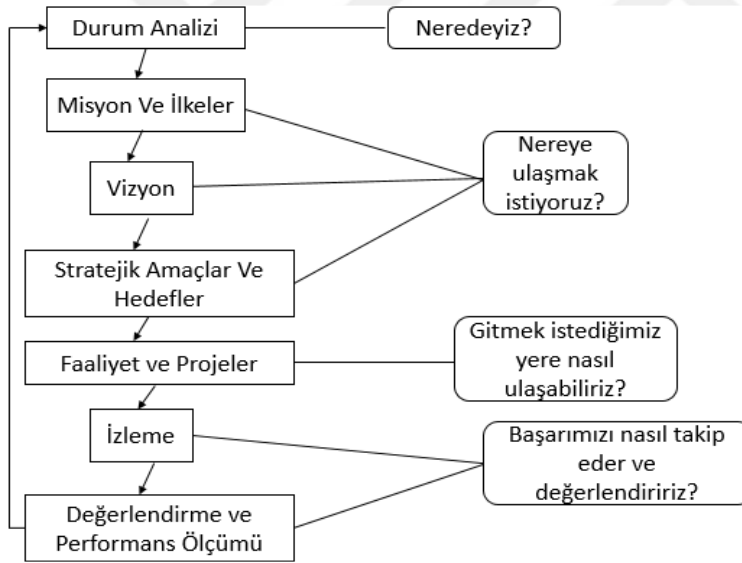 Durum Analizi
Neredeyiz?
Misyon Ve İlkeler
Vizyon
Nereye
ulaşmak
istiyoruz?
Stratejik Amaçlar Ve
Hedefler
Faaliyet ve Projeler
Gitmek istediğimiz
yere nasıl
ulaşabiliriz?
İzleme
Başarımızı nasıl takip
eder ve
değerlendiririz?
Değerlendirme ve
Performans Ölçümü